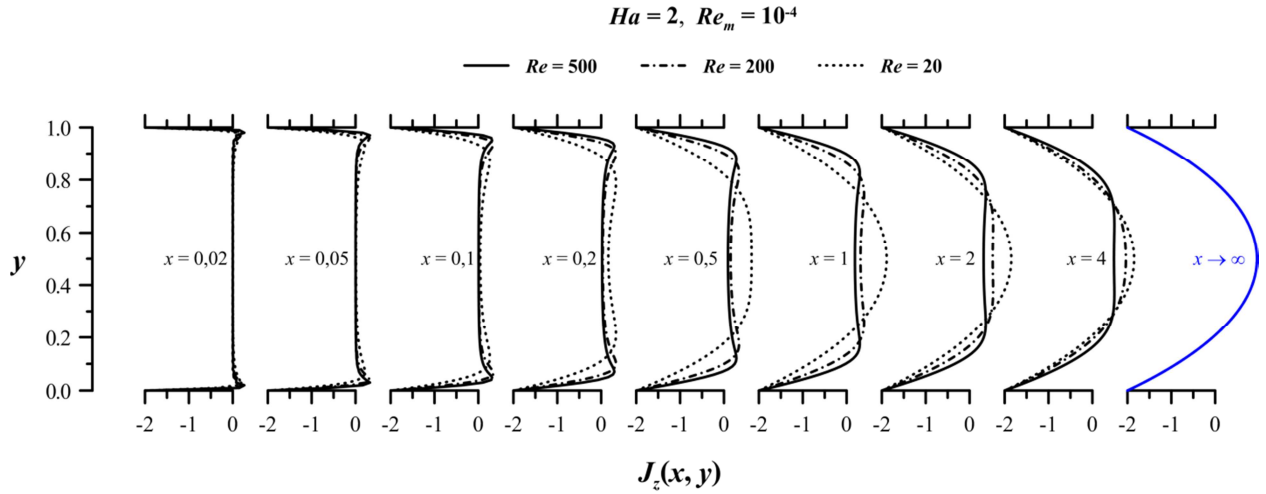 Ha = 2, Re_m = 10^-4
Re = 500 Re = 200 Re = 20
1.0
0.8
0.6
0.4
0.2
0.0
y
x = 0,02 x = 0,05 x = 0,1 x = 0,2 x = 0,5 x = 1 x = 2 x = 4 x → ∞
-2 -1 0 -2 -1 0 -2 -1 0 -2 -1 0 -2 -1 0 -2 -1 0 -2 -1 0 -2 -1 0 -2 -1 0
J_z(x, y)